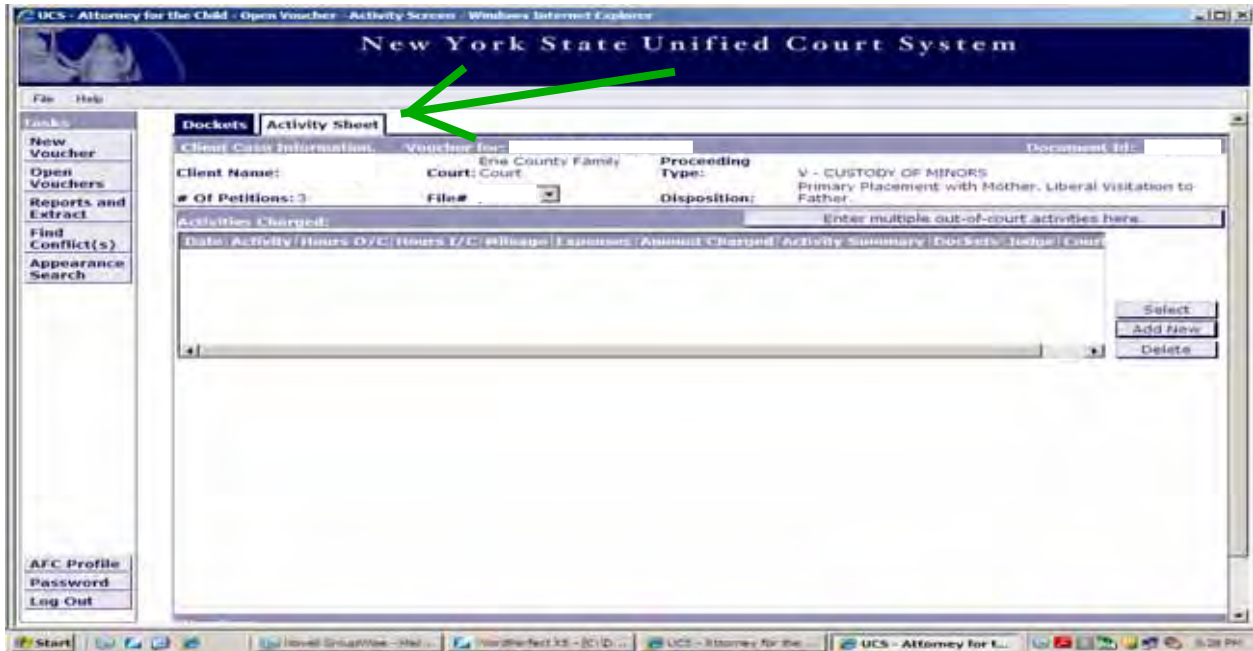 UCS - Attorney for the Child - Open Voucher - Activity Screen - Windows Internet Explorer
New York State Unified Court System
File Help
Tasks
New Voucher
Open Vouchers
Reports and Extract
Find Conflict(s)
Appearance Search
AFC Profile
Password
Log Out
Dockets Activity Sheet
Client Case Information. Voucher for: Document Id:
Client Name: Court: Erie County Family Court Proceeding Type: V - CUSTODY OF MINORS
# Of Petitions: 3 File# Disposition: Primary Placement with Mother, Liberal Visitation to Father.
Activities Charged: Enter multiple out-of-court activities here
Date Activity Hours O/C Hours I/C Mileage Expenses Amount Charged Activity Summary Dockets Judge Court
Select
Add New
Delete
Start Novell GroupWise - WordPerfect X3 - UCS - Attorney for the ... UCS - Attorney for t...